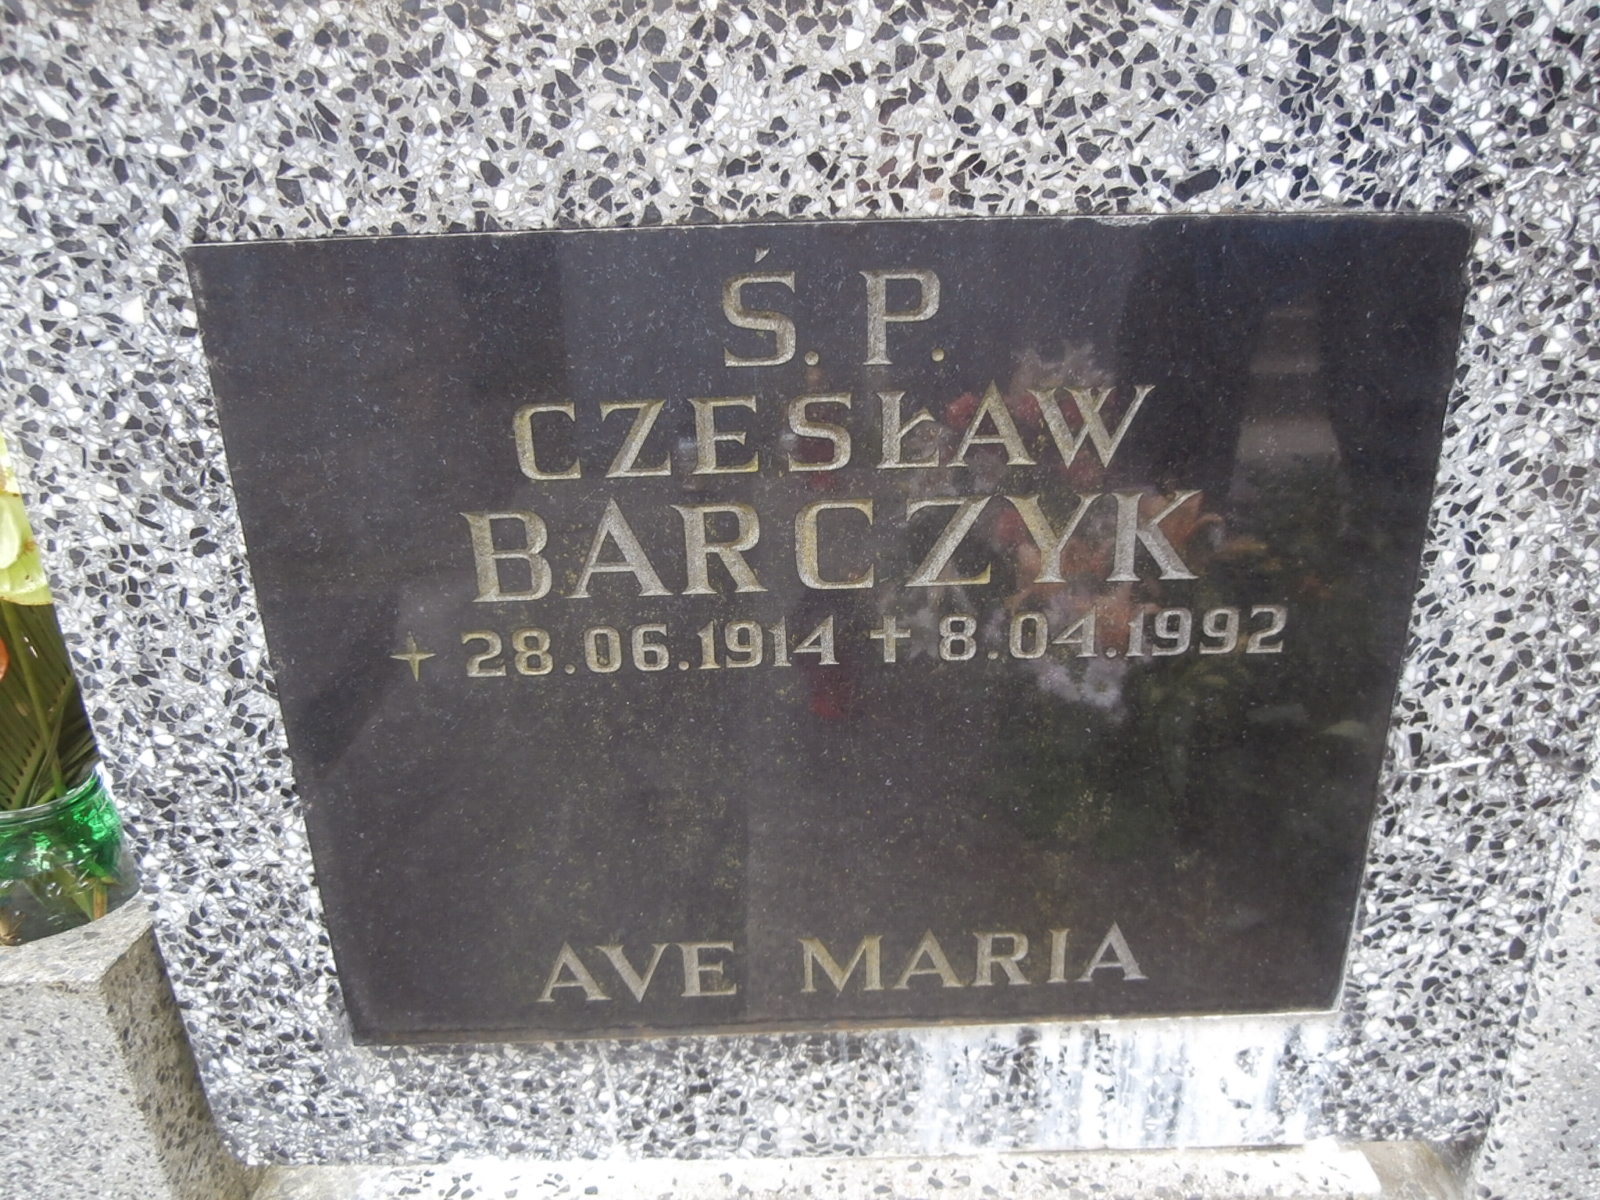 Ś. P.
CZESŁAW
BARCZYK
28.06.1914 ✝ 8.04.1992
AVE MARIA